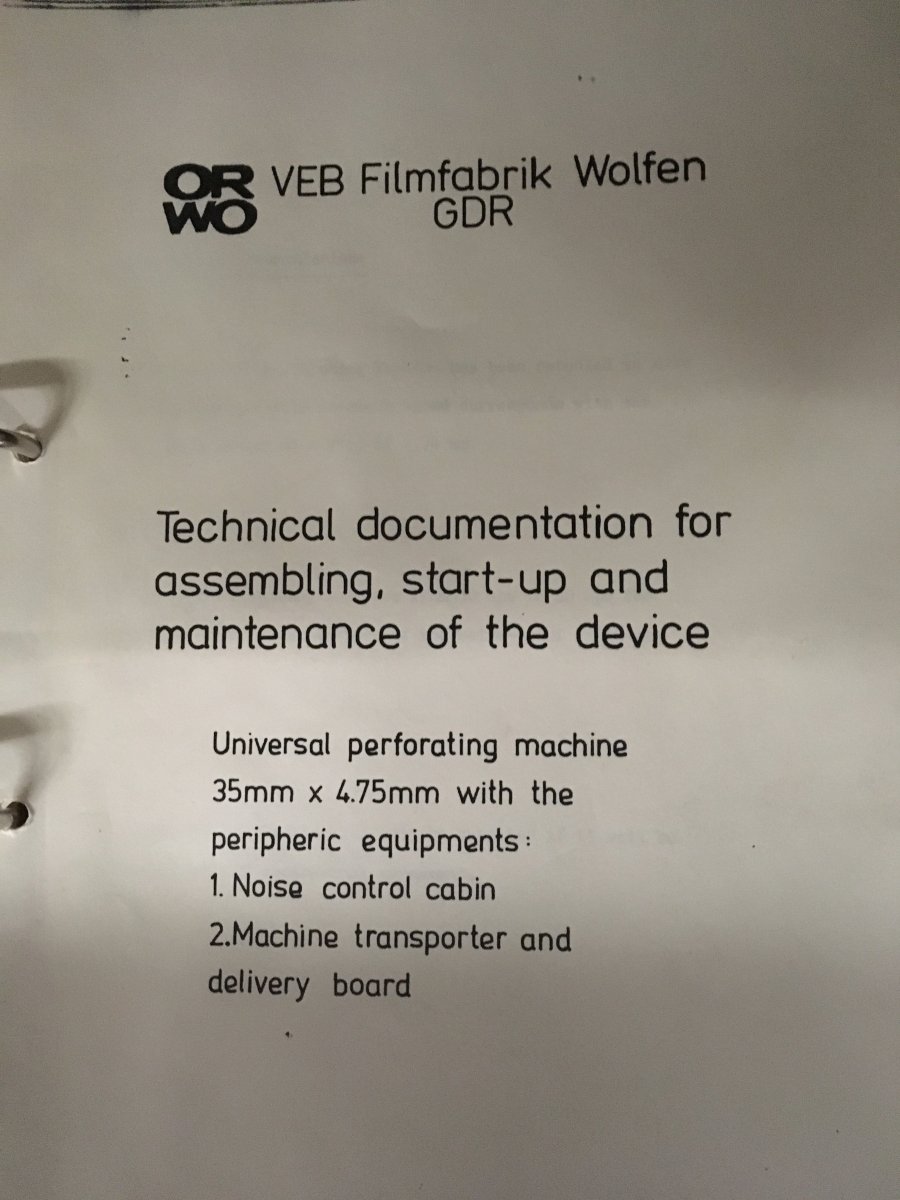 OR
WO
VEB Filmfabrik Wolfen
GDR
Technical documentation for
assembling, start-up and
maintenance of the device
Universal perforating machine
35mm x 4.75mm with the
peripheric equipments:
1. Noise control cabin
2.Machine transporter and
delivery board